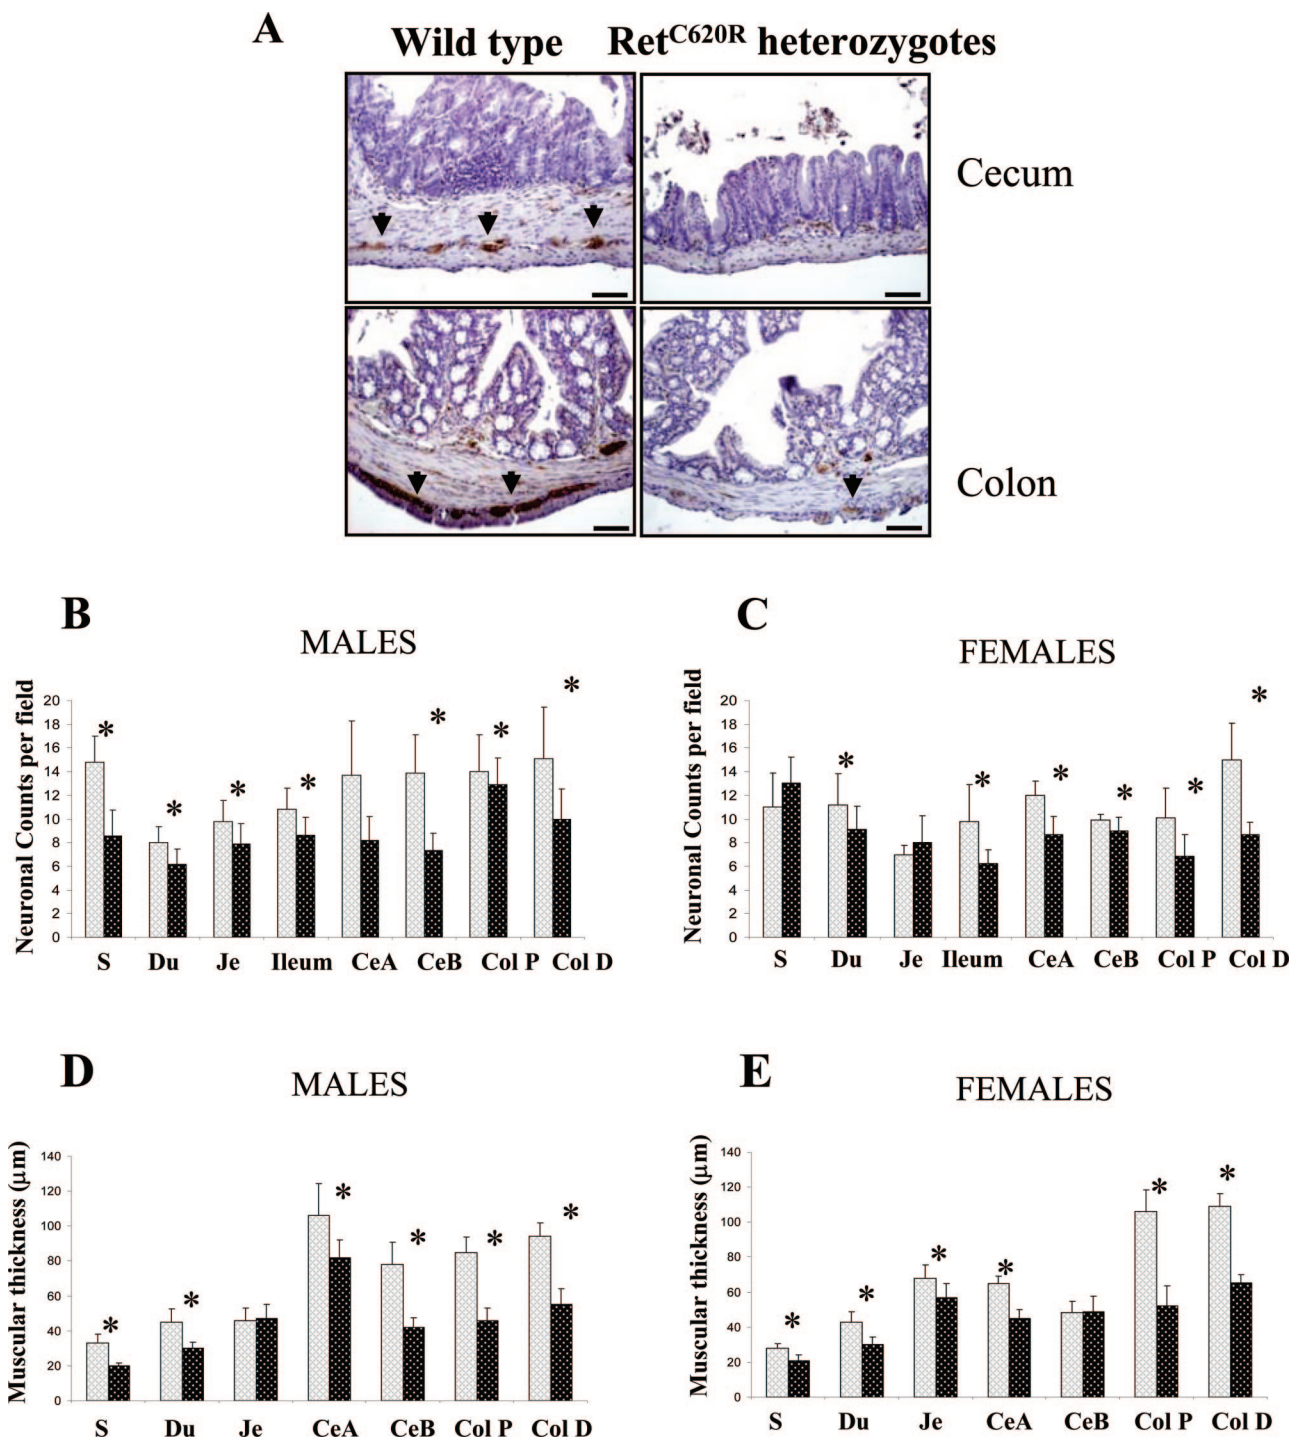 A
Wild type RetC620R heterozygotes
Cecum
Colon
B
MALES
Neuronal Counts per field
20
18
16
14
12
10
8
6
4
2
0
* * * * * * *
S Du Je Ileum CeA CeB Col P Col D
C
FEMALES
Neuronal Counts per field
20
18
16
14
12
10
8
6
4
2
0
* * * * * *
S Du Je Ileum CeA CeB Col P Col D
D
MALES
Muscular thickness (μm)
140
120
100
80
60
40
20
0
* * * * * *
S Du Je CeA CeB Col P Col D
E
FEMALES
Muscular thickness (μm)
140
120
100
80
60
40
20
0
* * * * * *
S Du Je CeA CeB Col P Col D